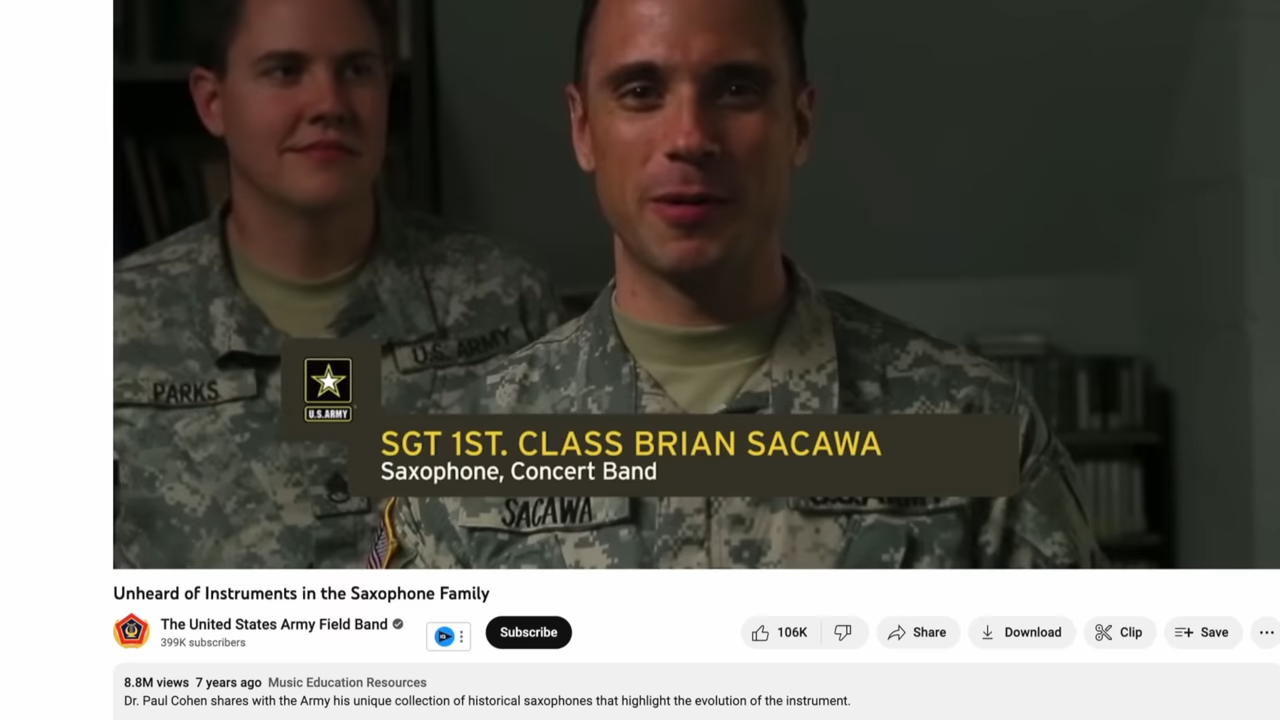 U.S. ARMY
PARKS
U.S.ARMY
SGT 1ST. CLASS BRIAN SACAWA
Saxophone, Concert Band
SACAWA
Unheard of Instruments in the Saxophone Family
The United States Army Field Band
399K subscribers
Subscribe
106K
Share
Download
Clip
Save
8.8M views 7 years ago Music Education Resources
Dr. Paul Cohen shares with the Army his unique collection of historical saxophones that highlight the evolution of the instrument.